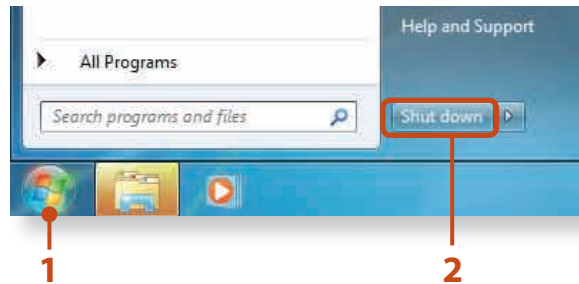 Help and Support
All Programs
Search programs and files
Shut down
1
2